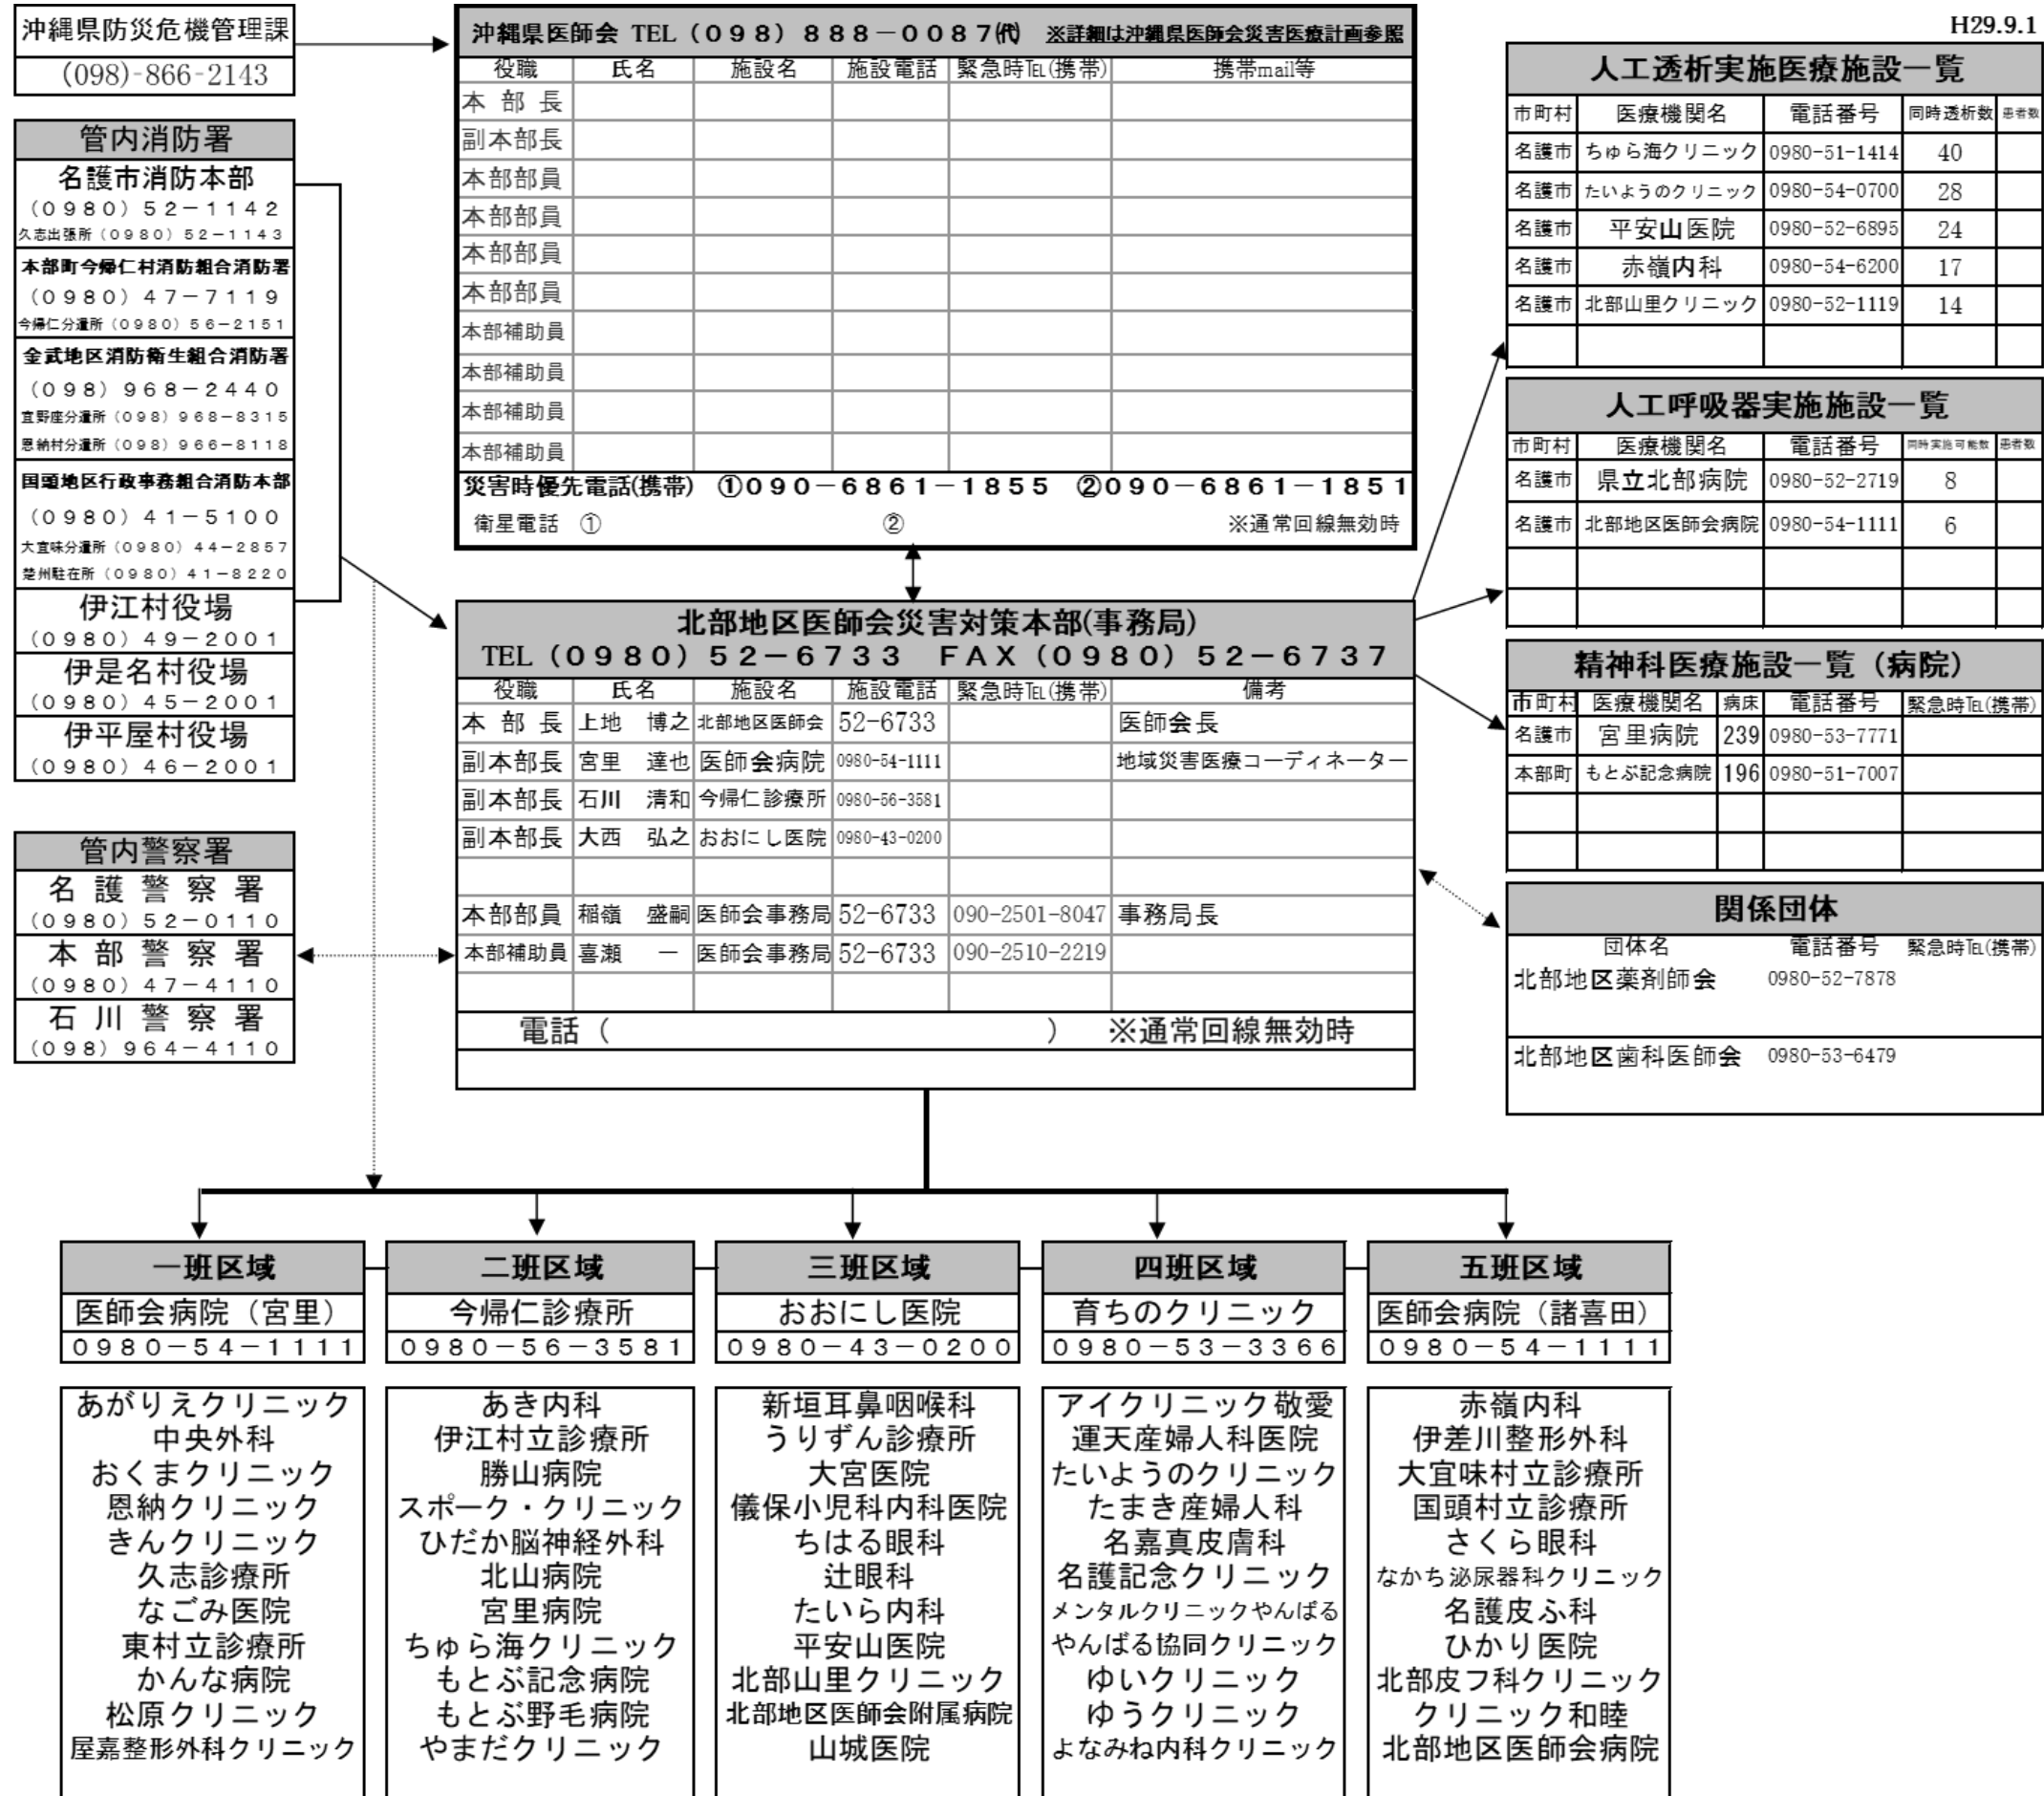 H29.9.1
沖縄県防災危機管理課
(098)-866-2143
管内消防署
名護市消防本部
(0980) 52-1142
久志出張所 (0980) 52-1143
本部町今帰仁村消防組合消防署
(0980) 47-7119
今帰仁分遣所 (0980) 56-2151
金武地区消防衛生組合消防署
(098) 968-2440
宜野座分遣所 (098) 968-8315
恩納村分遣所 (098) 966-8118
国頭地区行政事務組合消防本部
(0980) 41-5100
大宜味分遣所 (0980) 44-2857
楚州駐在所 (0980) 41-8220
伊江村役場
(0980) 49-2001
伊是名村役場
(0980) 45-2001
伊平屋村役場
(0980) 46-2001
管内警察署
名護警察署
(0980) 52-0110
本部警察署
(0980) 47-4110
石川警察署
(098) 964-4110
沖縄県医師会 TEL (098) 888-0087㈹ ※詳細は沖縄県医師会災害医療計画参照
役職 氏名 施設名 施設電話 緊急時℡(携帯) 携帯mail等
本部長
副本部長
本部部員
本部部員
本部部員
本部部員
本部補助員
本部補助員
本部補助員
本部補助員
災害時優先電話(携帯) ①090-6861-1855 ②090-6861-1851
衛星電話 ① ② ※通常回線無効時
北部地区医師会災害対策本部(事務局)
TEL (0980) 52-6733 FAX (0980) 52-6737
役職 氏名 施設名 施設電話 緊急時℡(携帯) 備考
本部長 上地 博之 北部地区医師会 52-6733 医師会長
副本部長 宮里 達也 医師会病院 0980-54-1111 地域災害医療コーディネーター
副本部長 石川 清和 今帰仁診療所 0980-56-3581
副本部長 大西 弘之 おおにし医院 0980-43-0200
本部部員 稲嶺 盛嗣 医師会事務局 52-6733 090-2501-8047 事務局長
本部補助員 喜瀬 一 医師会事務局 52-6733 090-2510-2219
電話 ( ) ※通常回線無効時
人工透析実施医療施設一覧
市町村 医療機関名 電話番号 同時透析数 患者数
名護市 ちゅら海クリニック 0980-51-1414 40
名護市 たいようのクリニック 0980-54-0700 28
名護市 平安山医院 0980-52-6895 24
名護市 赤嶺内科 0980-54-6200 17
名護市 北部山里クリニック 0980-52-1119 14
人工呼吸器実施施設一覧
市町村 医療機関名 電話番号 同時実施可能数 患者数
名護市 県立北部病院 0980-52-2719 8
名護市 北部地区医師会病院 0980-54-1111 6
精神科医療施設一覧 (病院)
市町村 医療機関名 病床 電話番号 緊急時℡(携帯)
名護市 宮里病院 239 0980-53-7771
本部町 もとぶ記念病院 196 0980-51-7007
関係団体
団体名 電話番号 緊急時℡(携帯)
北部地区薬剤師会 0980-52-7878
北部地区歯科医師会 0980-53-6479
一班区域
医師会病院 (宮里)
0980-54-1111
あがりえクリニック
中央外科
おくまクリニック
恩納クリニック
きんクリニック
久志診療所
なごみ医院
東村立診療所
かんな病院
松原クリニック
屋嘉整形外科クリニック
二班区域
今帰仁診療所
0980-56-3581
あき内科
伊江村立診療所
勝山病院
スポーク・クリニック
ひだか脳神経外科
北山病院
宮里病院
ちゅら海クリニック
もとぶ記念病院
もとぶ野毛病院
やまだクリニック
三班区域
おおにし医院
0980-43-0200
新垣耳鼻咽喉科
うりずん診療所
大宮医院
儀保小児科内科医院
ちはる眼科
辻眼科
たいら内科
平安山医院
北部山里クリニック
北部地区医師会附属病院
山城医院
四班区域
育ちのクリニック
0980-53-3366
アイクリニック敬愛
運天産婦人科医院
たいようのクリニック
たまき産婦人科
名嘉真皮膚科
名護記念クリニック
メンタルクリニックやんばる
やんばる協同クリニック
ゆいクリニック
ゆうクリニック
よなみね内科クリニック
五班区域
医師会病院 (諸喜田)
0980-54-1111
赤嶺内科
伊差川整形外科
大宜味村立診療所
国頭村立診療所
さくら眼科
なかち泌尿器科クリニック
名護皮ふ科
ひかり医院
北部皮フ科クリニック
クリニック和睦
北部地区医師会病院